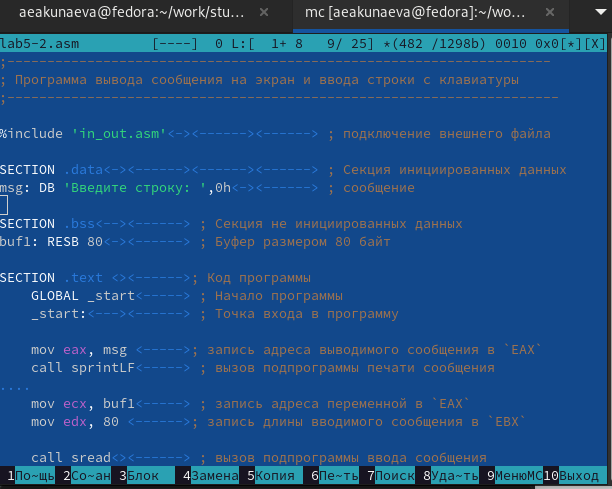 aeakunaeva@fedora:~/work/stu... × mc [aeakunaeva@fedora]:~/wo... ×
lab5-2.asm [----] 0 L:[ 1+ 8 9/ 25] *(482 /1298b) 0010 0x0[*][X]
;--------------------------------------------------------------------
; Программа вывода сообщения на экран и ввода строки с клавиатуры
;---------------------------------------------------------------------
%include 'in_out.asm'<-><------><------> ; подключение внешнего файла
SECTION .data<-><------><------><------> ; Секция инициированных данных
msg: DB 'Введите строку: ',0h<-><------> ; сообщение
SECTION .bss<--><------> ; Секция не инициированных данных
buf1: RESB 80<-><------> ; Буфер размером 80 байт
SECTION .text <><------> ; Код программы
GLOBAL _start<-----> ; Начало программы
_start:<---><------> ; Точка входа в программу
mov eax, msg <----->; запись адреса выводимого сообщения в `EAX`
call sprintLF<-----> ; вызов подпрограммы печати сообщения
....
mov ecx, buf1<-----> ; запись адреса переменной в `EAX`
mov edx, 80 <-----> ; запись длины вводимого сообщения в `EBX`
call sread<><------> ; вызов подпрограммы ввода сообщения
1По~щь 2Со~ан 3Блок 4Замена 5Копия 6Пе~ть 7Поиск 8Уда~ть 9МенюMC 10Выход